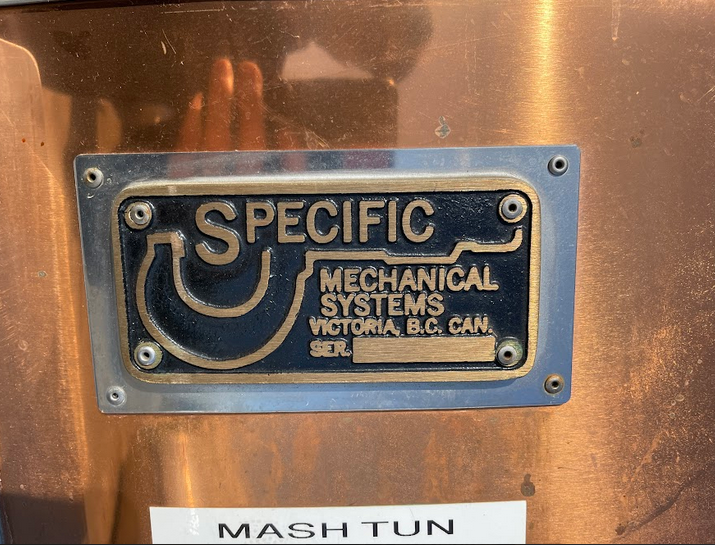 SPECIFIC
MECHANICAL
SYSTEMS
VICTORIA, B.C. CAN.
SER.
MASH TUN